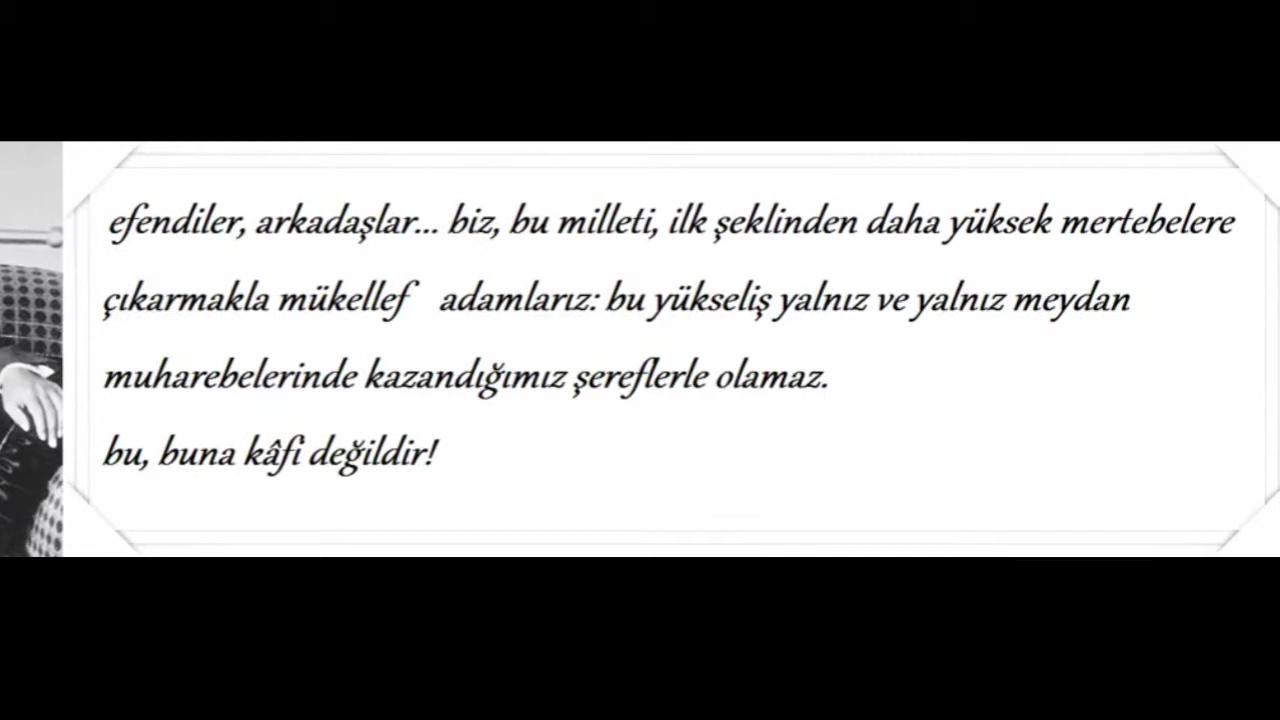 efendiler, arkadaşlar... biz, bu milleti, ilk şeklinden daha yüksek mertebelere
çıkarmakla mükellef adamlarız: bu yükseliş yalnız ve yalnız meydan
muharebelerinde kazandığımız şereflerle olamaz.
bu, buna kâfi değildir!